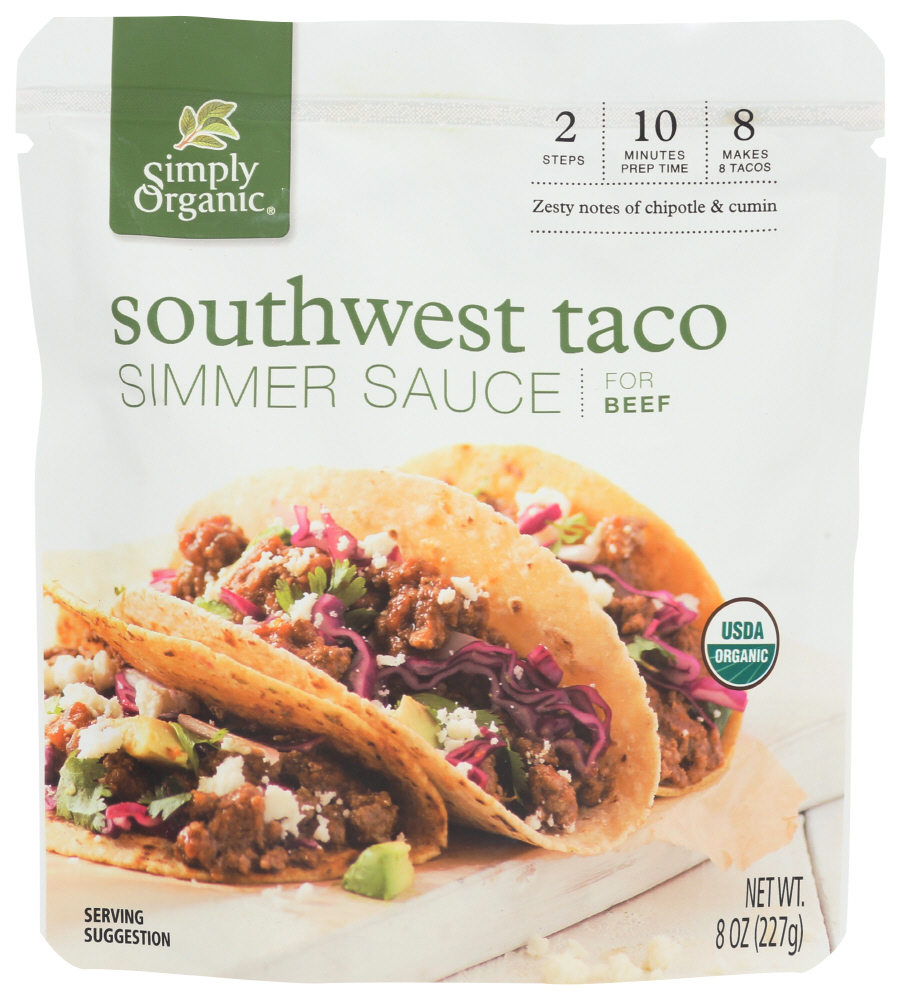 Simply
Organic®
2
STEPS
10
MINUTES
PREP TIME
8
MAKES
8 TACOS
Zesty notes of chipotle & cumin
southwest taco
SIMMER SAUCE
FOR
BEEF
USDA
ORGANIC
SERVING
SUGGESTION
NET WT.
8 OZ (227g)